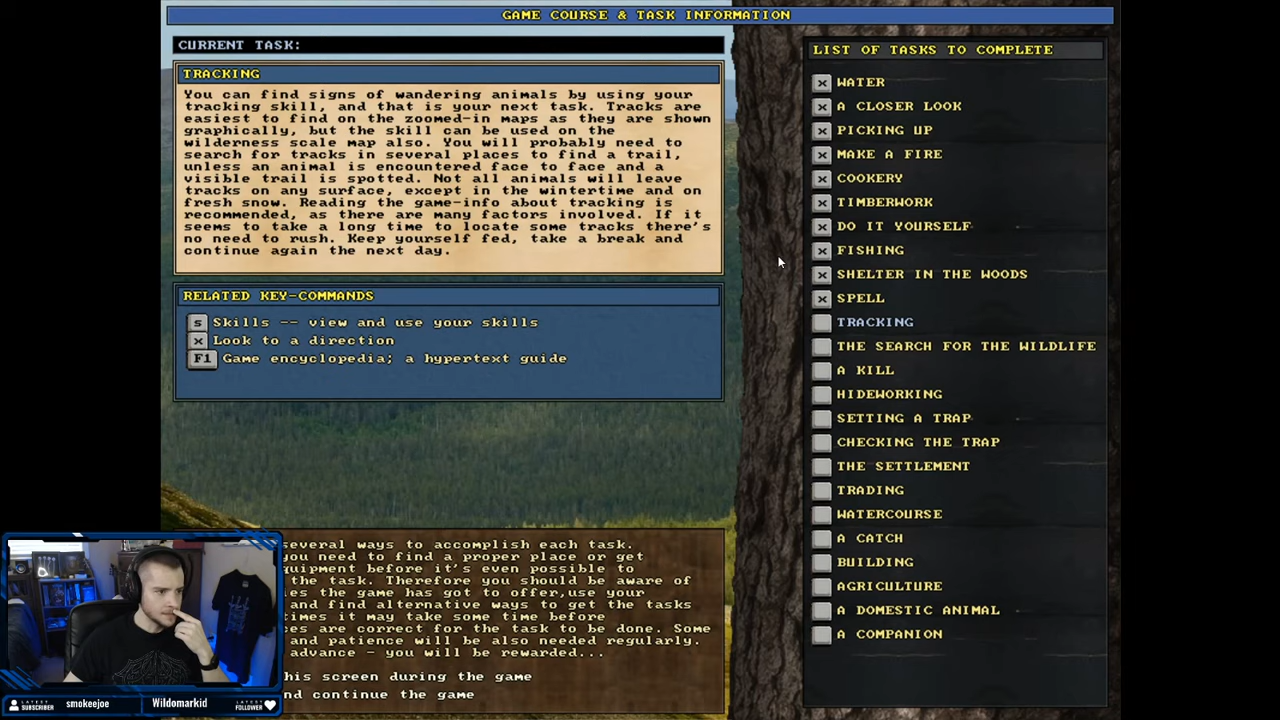 GAME COURSE & TASK INFORMATION
CURRENT TASK:
TRACKING
You can find signs of wandering animals by using your
tracking skill, and that is your next task. Tracks are
easiest to find on the zoomed-in maps as they are shown
graphically, but the skill can be used on the
wilderness scale map also. You will probably need to
search for tracks in several places to find a trail,
unless an animal is encountered face to face and a
visible trail is spotted. Not all animals will leave
tracks on any surface, except in the wintertime and on
fresh snow. Reading the game-info about tracking is
recommended, as there are many factors involved. If it
seems to take a long time to locate some tracks there's
no need to rush. Keep yourself fed, take a break and
continue again the next day.
RELATED KEY-COMMANDS
s Skills -- view and use your skills
x Look to a direction
F1 Game encyclopedia; a hypertext guide
several ways to accomplish each task.
you need to find a proper place or get
quipment before it's even possible to
the task. Therefore you should be aware of
es the game has got to offer,use your
and find alternative ways to get the tasks
times it may take some time before
ces are correct for the task to be done. Some
and patience will be also needed regularly.
advance - you will be rewarded...
his screen during the game
nd continue the game
LIST OF TASKS TO COMPLETE
x WATER
x A CLOSER LOOK
x PICKING UP
x MAKE A FIRE
x COOKERY
x TIMBERWORK
x DO IT YOURSELF
x FISHING
x SHELTER IN THE WOODS
x SPELL
TRACKING
THE SEARCH FOR THE WILDLIFE
A KILL
HIDEWORKING
SETTING A TRAP
CHECKING THE TRAP
THE SETTLEMENT
TRADING
WATERCOURSE
A CATCH
BUILDING
AGRICULTURE
A DOMESTIC ANIMAL
A COMPANION
LATEST SUBSCRIBER smokeejoe Wildomarkid LATEST FOLLOWER